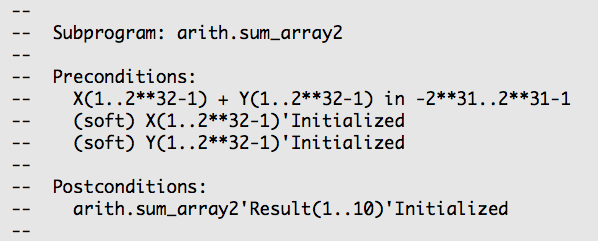 --
-- Subprogram: arith.sum_array2
--
-- Preconditions:
--   X(1..2**32-1) + Y(1..2**32-1) in -2**31..2**31-1
--   (soft) X(1..2**32-1)'Initialized
--   (soft) Y(1..2**32-1)'Initialized
--
-- Postconditions:
--   arith.sum_array2'Result(1..10)'Initialized
--